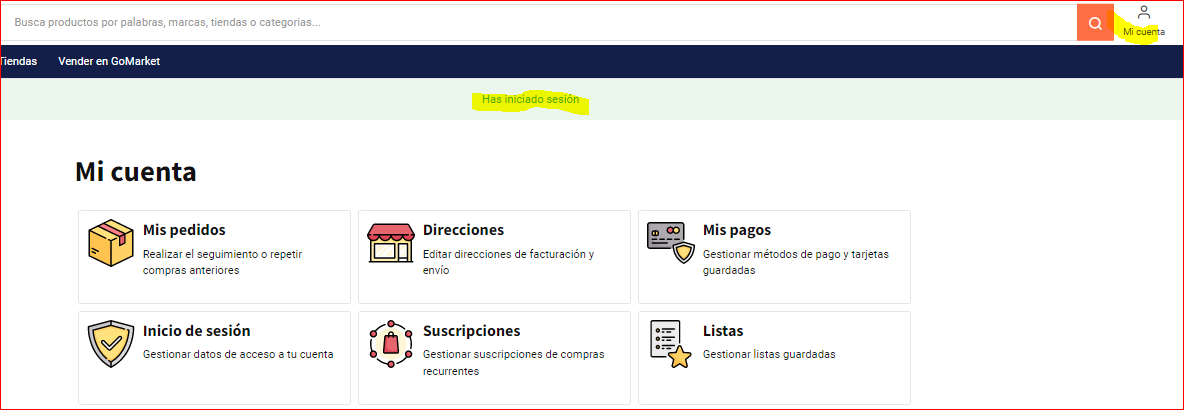 Busca productos por palabras, marcas, tiendas o categorias...
Mi cuenta
Tiendas
Vender en GoMarket
Has iniciado sesión
Mi cuenta
Mis pedidos
Realizar el seguimiento o repetir
compras anteriores
Direcciones
Editar direcciones de facturación y
envío
Mis pagos
Gestionar métodos de pago y tarjetas
guardadas
Inicio de sesión
Gestionar datos de acceso a tu cuenta
Suscripciones
Gestionar suscripciones de compras
recurrentes
Listas
Gestionar listas guardadas